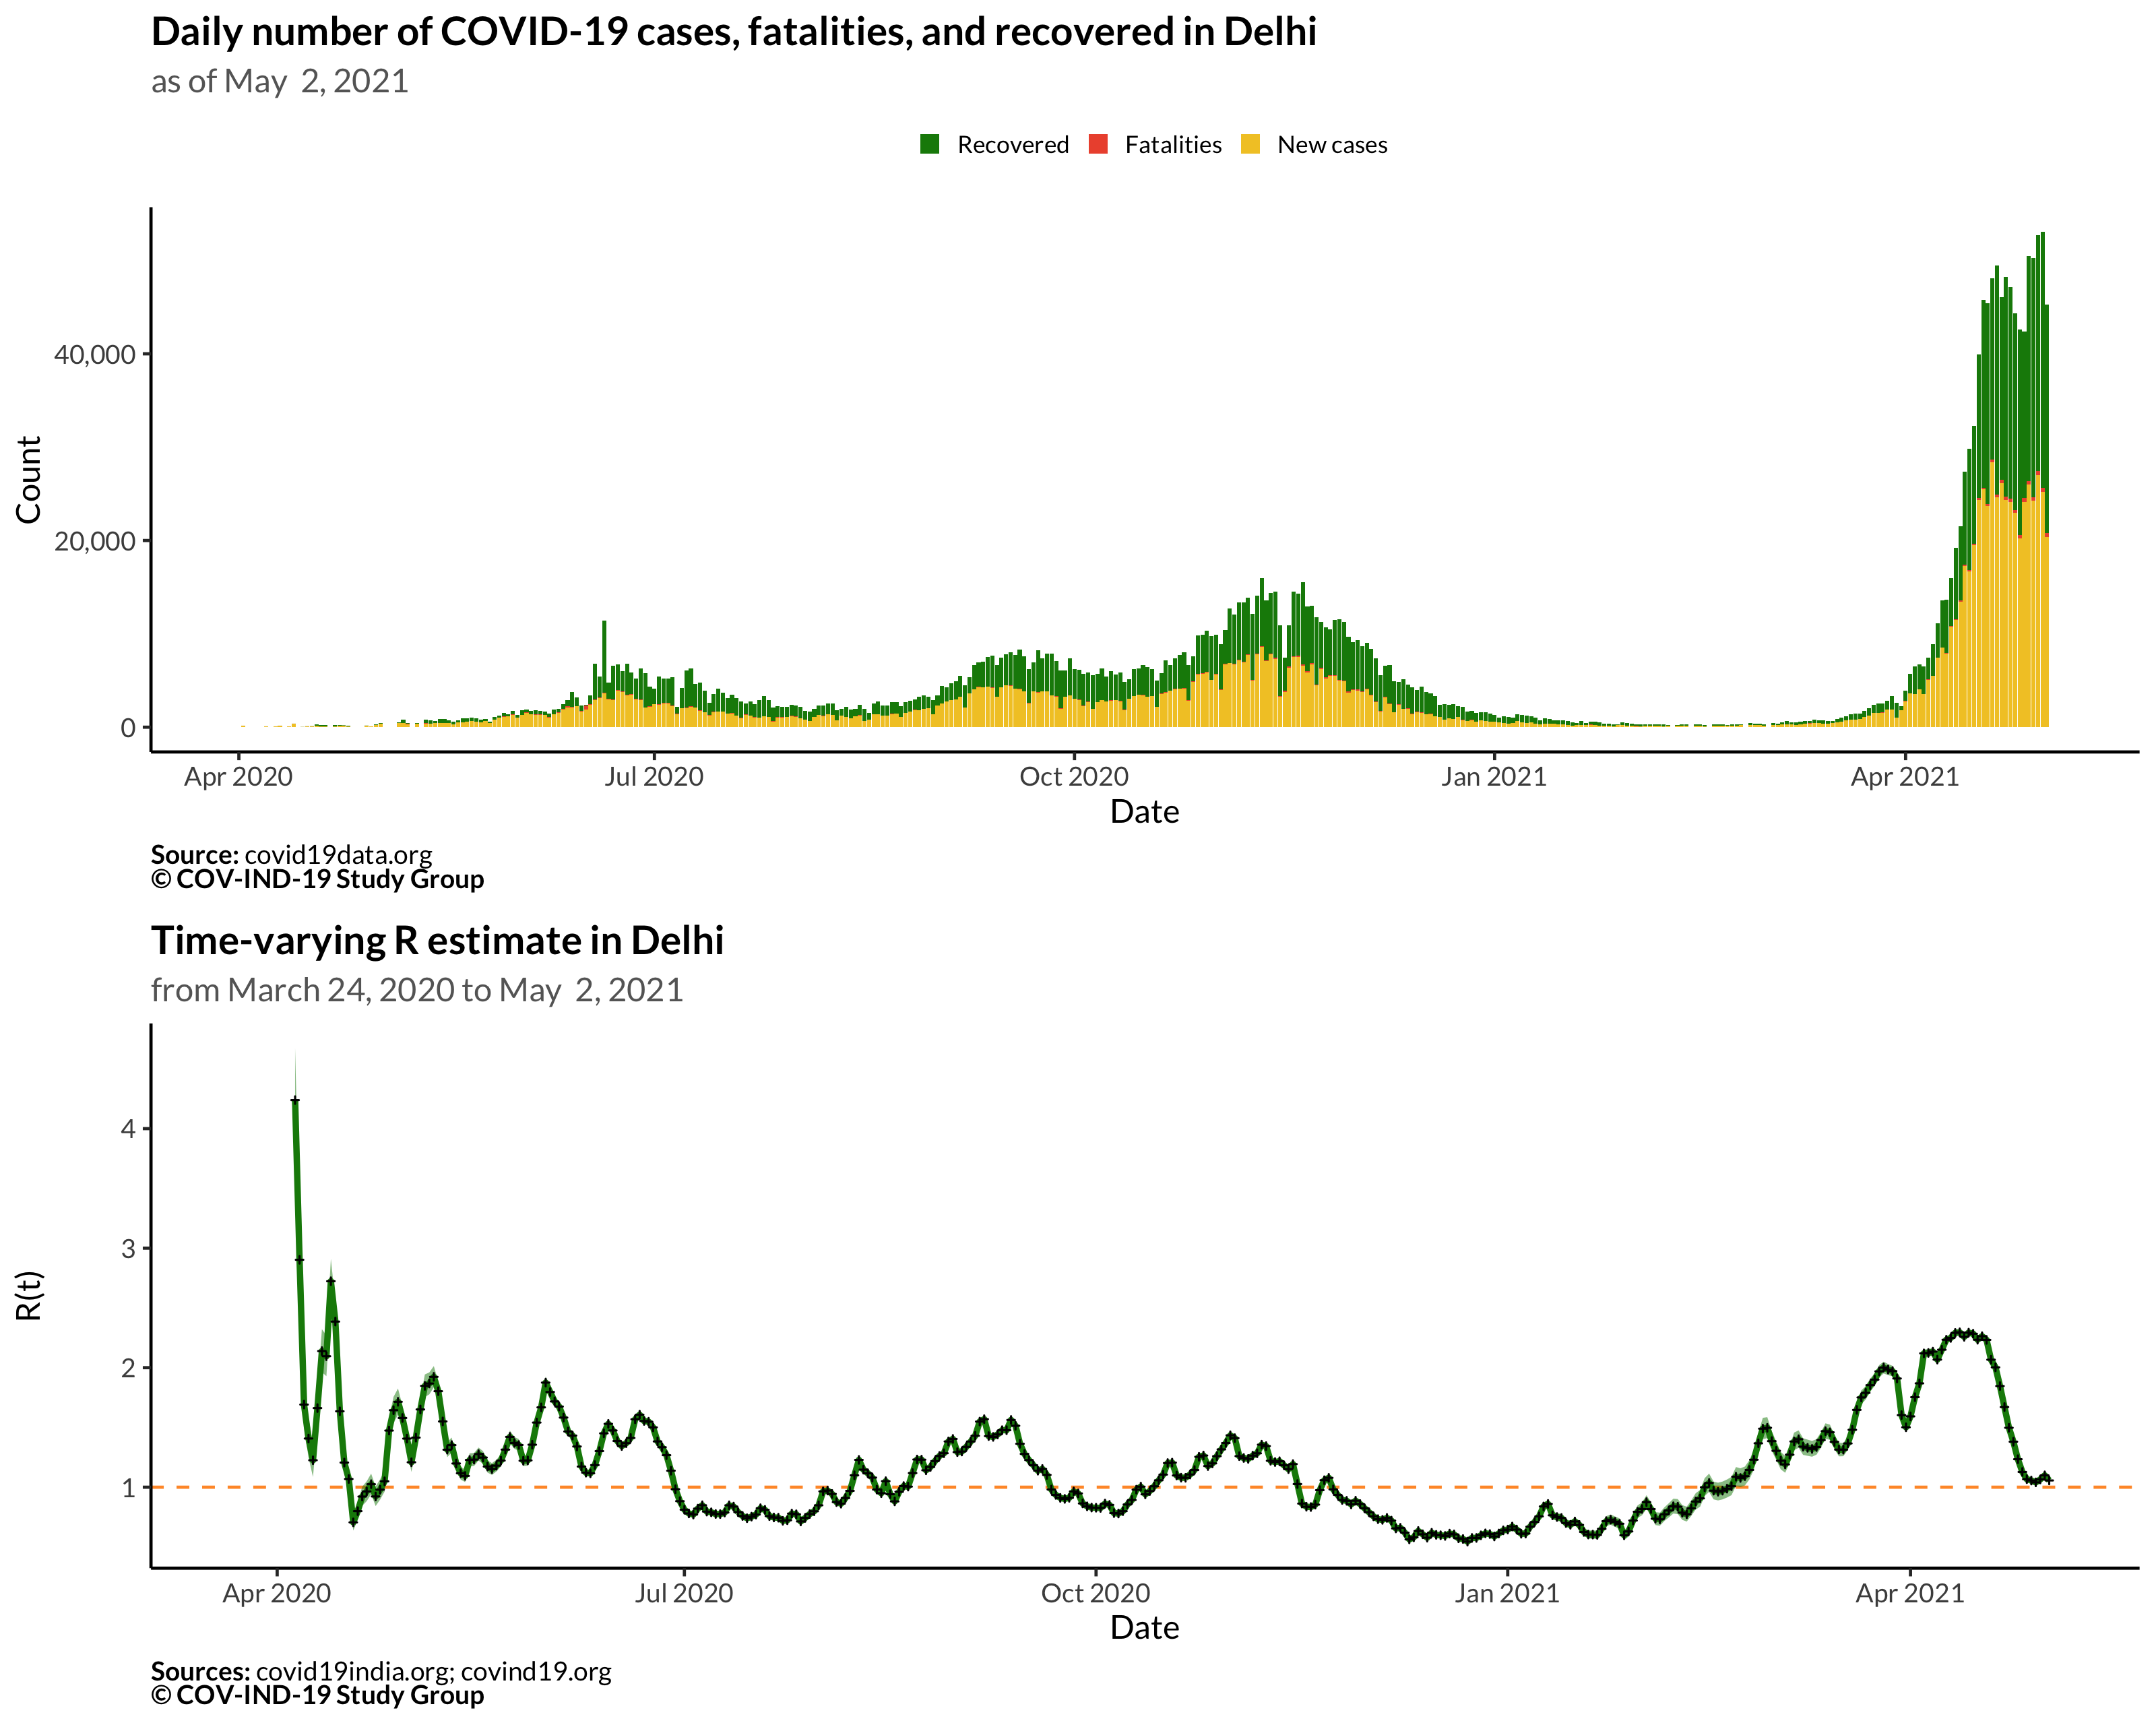 Daily number of COVID-19 cases, fatalities, and recovered in Delhi
as of May  2, 2021
Recovered Fatalities New cases
Count
40,000
20,000
0
Apr 2020 Jul 2020 Oct 2020 Jan 2021 Apr 2021
Date
Source: covid19data.org
© COV-IND-19 Study Group
Time-varying R estimate in Delhi
from March 24, 2020 to May  2, 2021
R(t)
4
3
2
1
Apr 2020 Jul 2020 Oct 2020 Jan 2021 Apr 2021
Date
Sources: covid19india.org; covind19.org
© COV-IND-19 Study Group